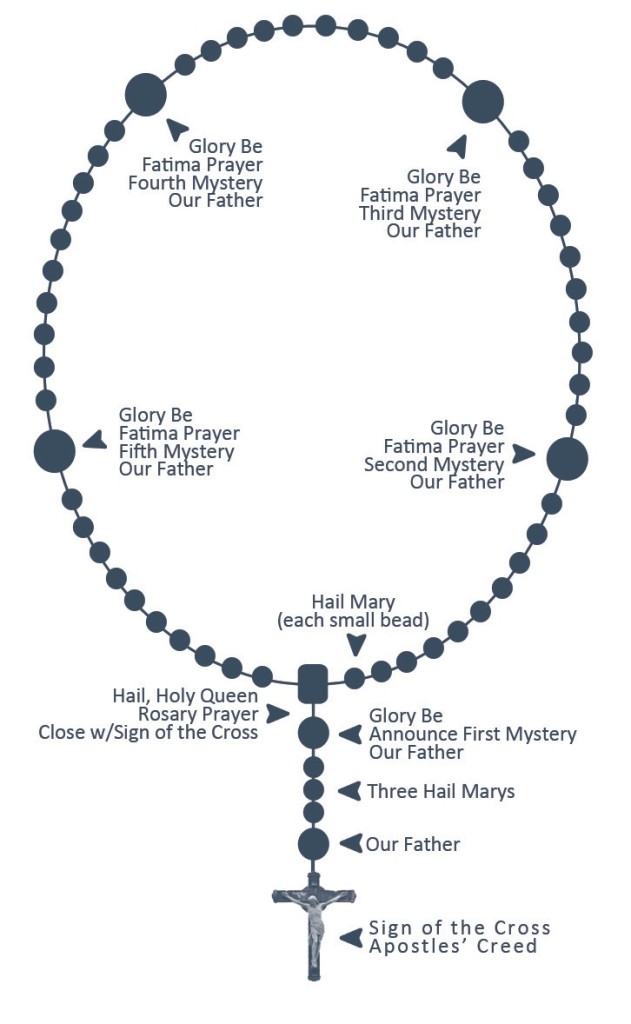 Glory Be
Fatima Prayer
Fourth Mystery
Our Father
Glory Be
Fatima Prayer
Third Mystery
Our Father
Glory Be
Fatima Prayer
Fifth Mystery
Our Father
Glory Be
Fatima Prayer
Second Mystery
Our Father
Hail Mary
(each small bead)
Hail, Holy Queen
Rosary Prayer
Close w/Sign of the Cross
Glory Be
Announce First Mystery
Our Father
Three Hail Marys
Our Father
Sign of the Cross
Apostles’ Creed